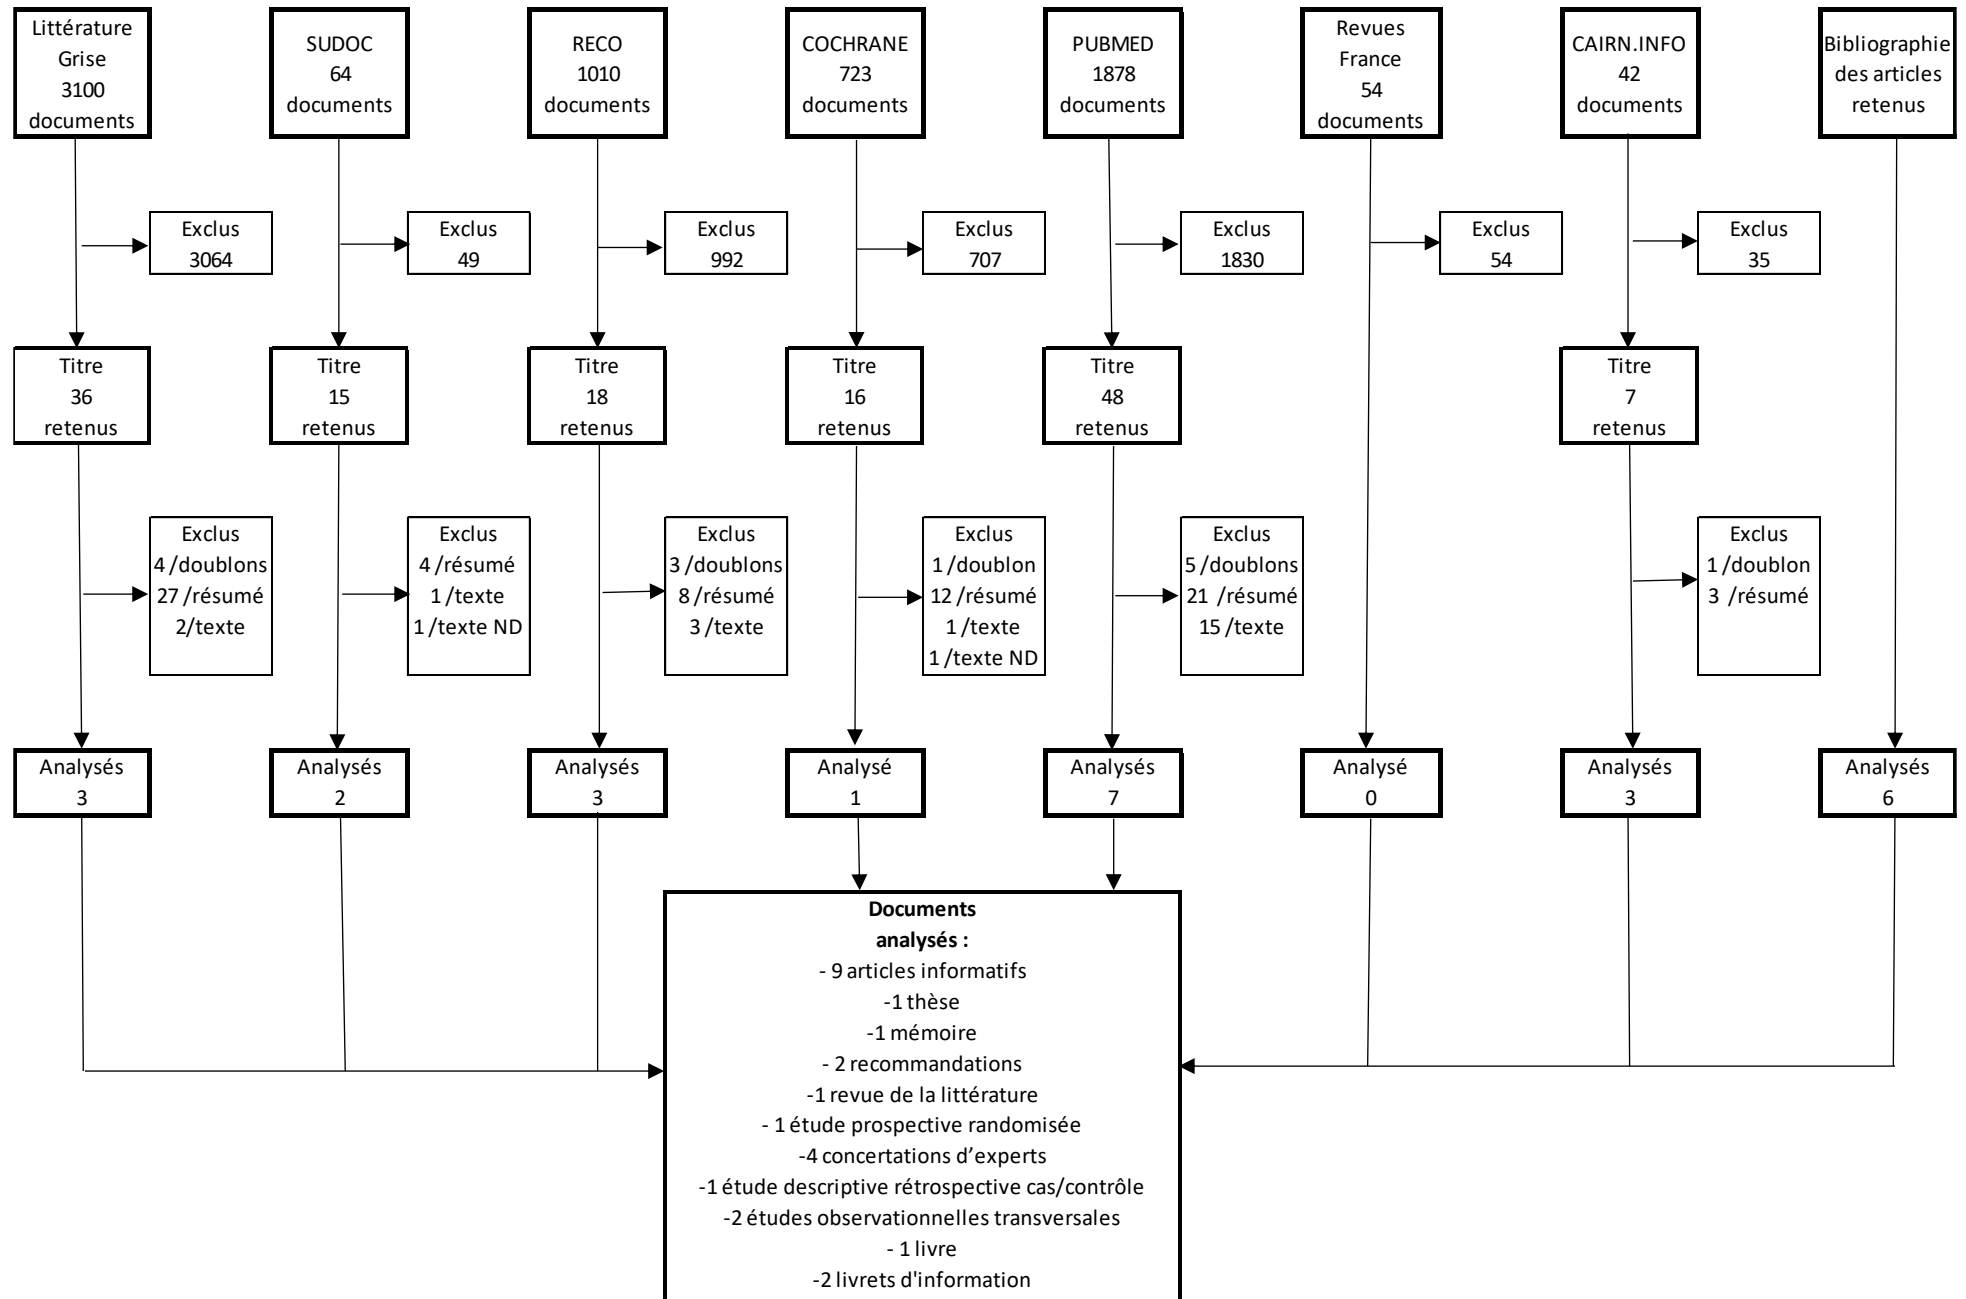 Littérature
Grise
3100
documents
SUDOC
64
documents
RECO
1010
documents
COCHRANE
723
documents
PUBMED
1878
documents
Revues
France
54
documents
CAIRN.INFO
42
documents
Bibliographie
des articles
retenus
Exclus
3064
Exclus
49
Exclus
992
Exclus
707
Exclus
1830
Exclus
54
Exclus
35
Titre
36
retenus
Titre
15
retenus
Titre
18
retenus
Titre
16
retenus
Titre
48
retenus
Titre
7
retenus
Exclus
4 /doublons
27 /résumé
2/texte
Exclus
4 /résumé
1 /texte
1 /texte ND
Exclus
3 /doublons
8 /résumé
3 /texte
Exclus
1 /doublon
12 /résumé
1 /texte
1 /texte ND
Exclus
5 /doublons
21 /résumé
15 /texte
Exclus
1 /doublon
3 /résumé
Analysés
3
Analysés
2
Analysés
3
Analysé
1
Analysés
7
Analysé
0
Analysés
3
Analysés
6
Documents
analysés :
- 9 articles informatifs
-1 thèse
-1 mémoire
- 2 recommandations
-1 revue de la littérature
- 1 étude prospective randomisée
-4 concertations d’experts
-1 étude descriptive rétrospective cas/contrôle
-2 études observationnelles transversales
- 1 livre
-2 livrets d'information